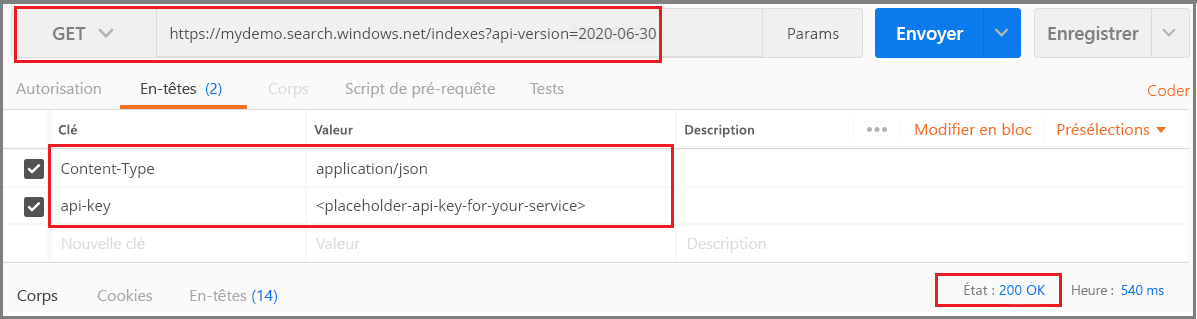 GET https://mydemo.search.windows.net/indexes?api-version=2020-06-30 Params Envoyer Enregistrer
Autorisation En-têtes (2) Corps Script de pré-requête Tests Coder
Clé Valeur Description ••• Modifier en bloc Présélections
Content-Type application/json
api-key <placeholder-api-key-for-your-service>
Nouvelle clé Valeur Description
Corps Cookies En-têtes (14) État : 200 OK Heure : 540 ms